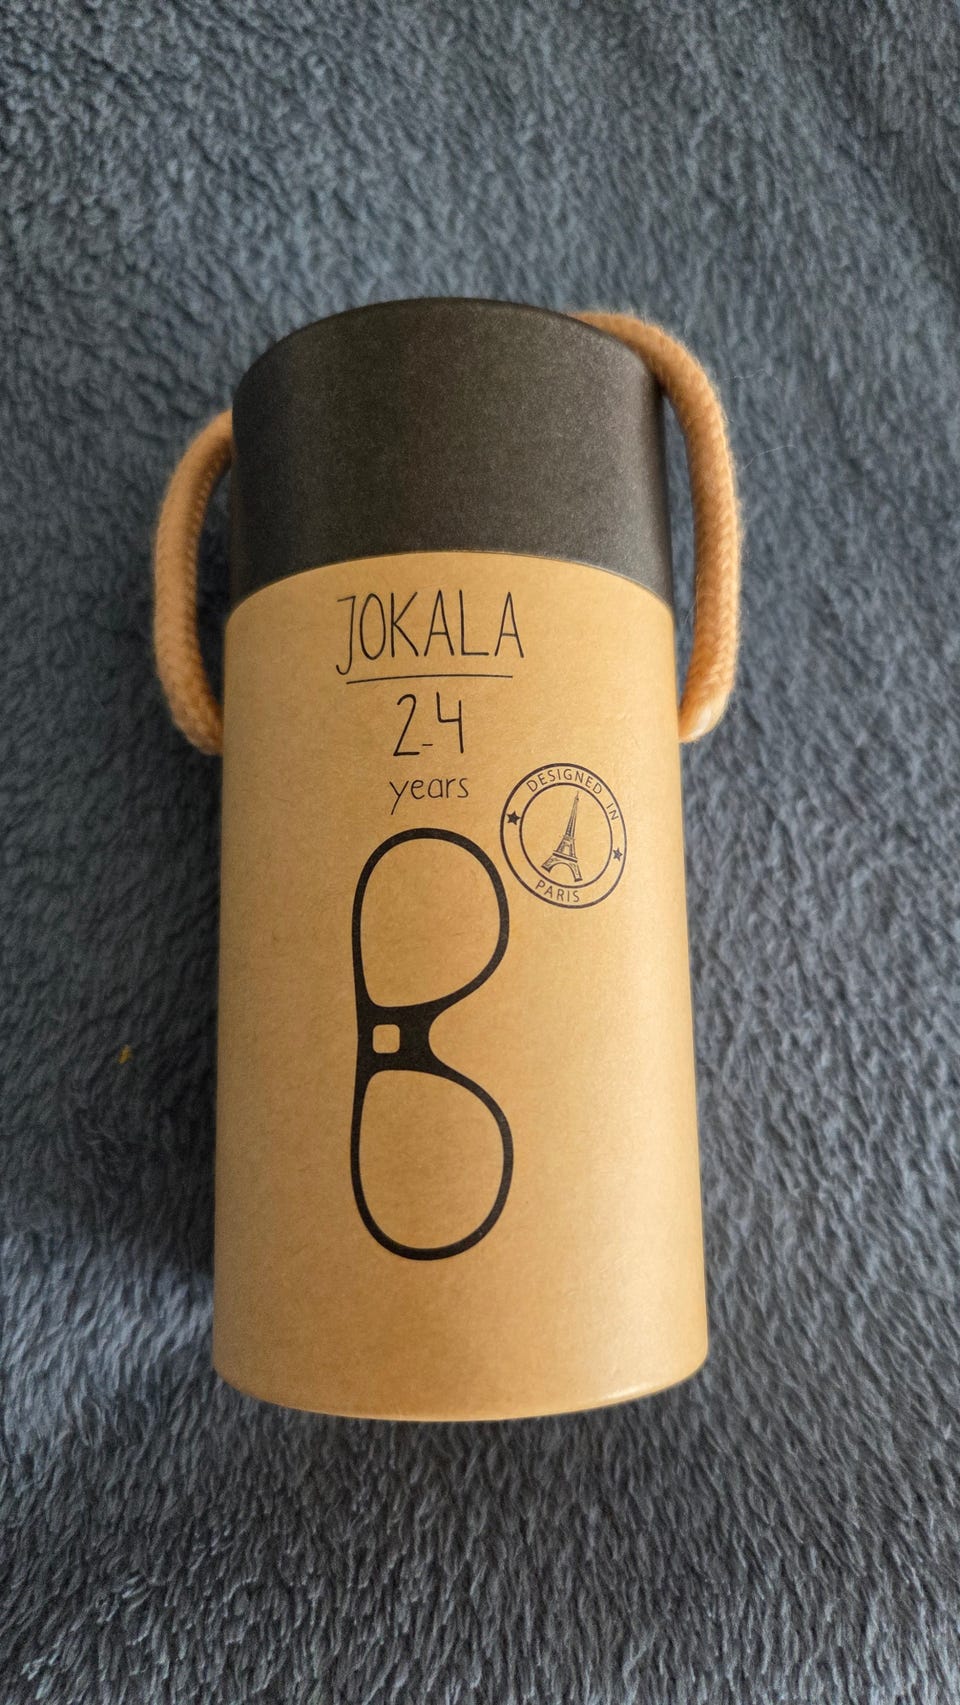 JOKALA
2-4
years
DESIGNED IN
PARIS